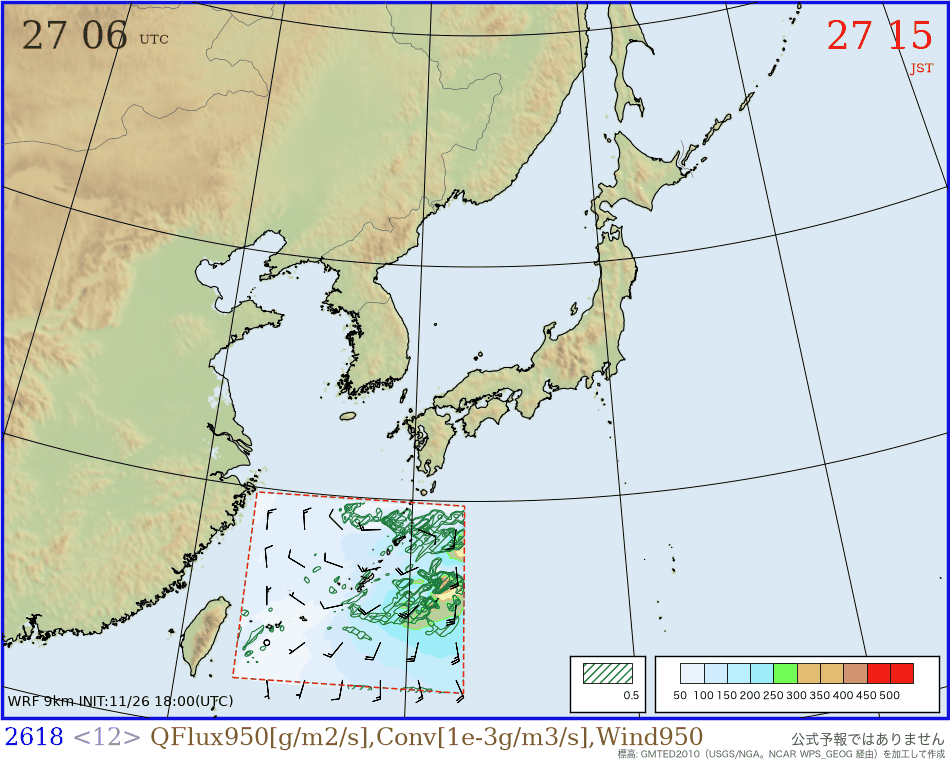 27 06 UTC
27 15
JST
0.5
50 100 150 200 250 300 350 400 450 500
WRF 9km INIT:11/26 18:00(UTC)
2618 <12> QFlux950[g/m2/s],Conv[1e-3g/m3/s],Wind950
公式予報ではありません
標高: GMTED2010（USGS/NGA。NCAR WPS_GEOG 経由）を加工して作成